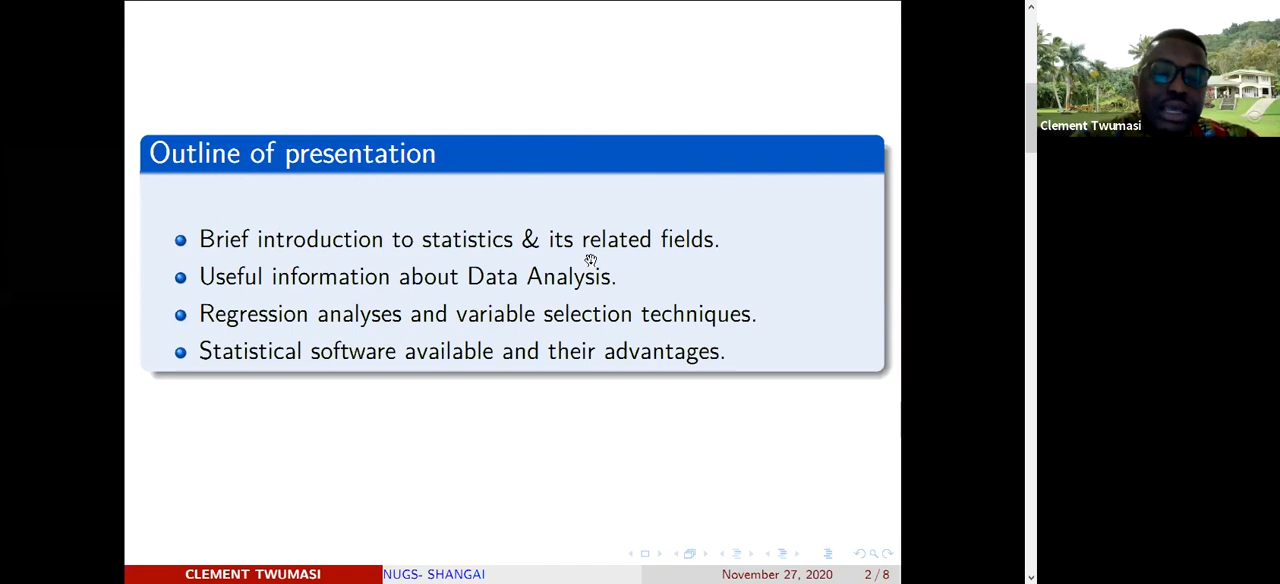 Outline of presentation
Brief introduction to statistics & its related fields.
Useful information about Data Analysis.
Regression analyses and variable selection techniques.
Statistical software available and their advantages.
CLEMENT TWUMASI
NUGS- SHANGAI
November 27, 2020
2 / 8
Clement Twumasi